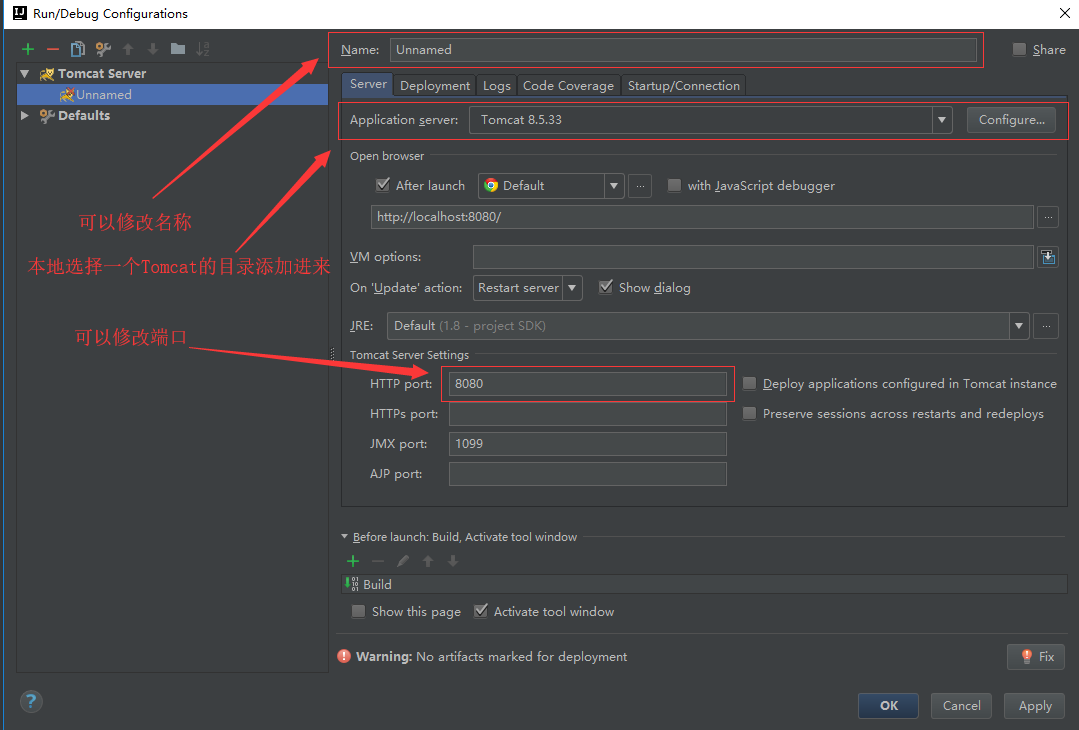 Run/Debug Configurations
Name: Unnamed
Share
Tomcat Server
Unnamed
Defaults
Server Deployment Logs Code Coverage Startup/Connection
Application server: Tomcat 8.5.33 Configure...
Open browser
After launch Default ... with JavaScript debugger
http://localhost:8080/ ...
可以修改名称
本地选择一个Tomcat的目录添加进来
VM options:
On 'Update' action: Restart server Show dialog
JRE: Default (1.8 - project SDK) ...
可以修改端口
Tomcat Server Settings
HTTP port: 8080 Deploy applications configured in Tomcat instance
HTTPs port: Preserve sessions across restarts and redeploys
JMX port: 1099
AJP port:
Before launch: Build, Activate tool window
Build
Show this page Activate tool window
Warning: No artifacts marked for deployment Fix
? OK Cancel Apply